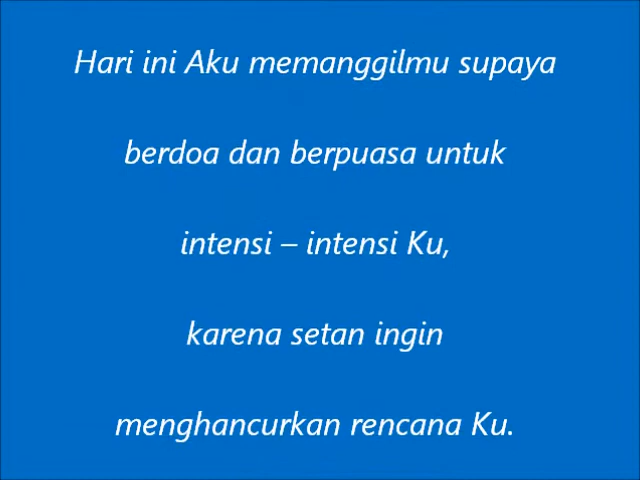 Hari ini Aku memanggilmu supaya
berdoa dan berpuasa untuk
intensi – intensi Ku,
karena setan ingin
menghancurkan rencana Ku.